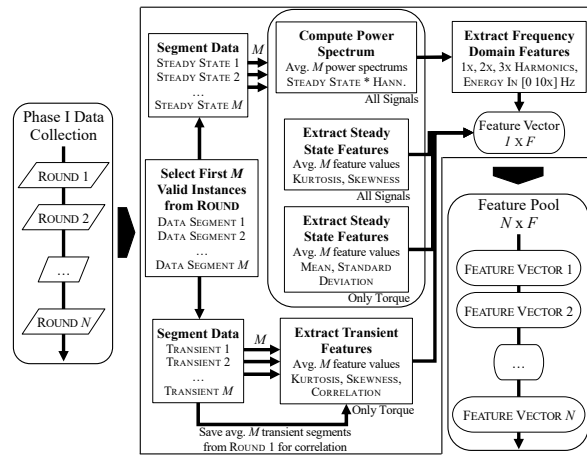 Phase I Data
Collection
ROUND 1
ROUND 2
...
ROUND N
Segment Data
STEADY STATE 1
STEADY STATE 2
...
STEADY STATE M
M
Select First M
Valid Instances
from ROUND
DATA SEGMENT 1
DATA SEGMENT 2
...
DATA SEGMENT M
Segment Data
TRANSIENT 1
TRANSIENT 2
...
TRANSIENT M
M
Save avg. M transient segments
from ROUND 1 for correlation
Compute Power
Spectrum
Avg. M power spectrums
STEADY STATE * HANN.
All Signals
Extract Steady
State Features
Avg. M feature values
KURTOSIS, SKEWNESS
All Signals
Extract Steady
State Features
Avg. M feature values
MEAN, STANDARD
DEVIATION
Only Torque
Extract Transient
Features
Avg. M feature values
KURTOSIS, SKEWNESS,
CORRELATION
Only Torque
Extract Frequency
Domain Features
1X, 2X, 3X HARMONICS,
ENERGY IN [0 10X] HZ
Feature Vector
1 x F
Feature Pool
N x F
FEATURE VECTOR 1
FEATURE VECTOR 2
...
FEATURE VECTOR N